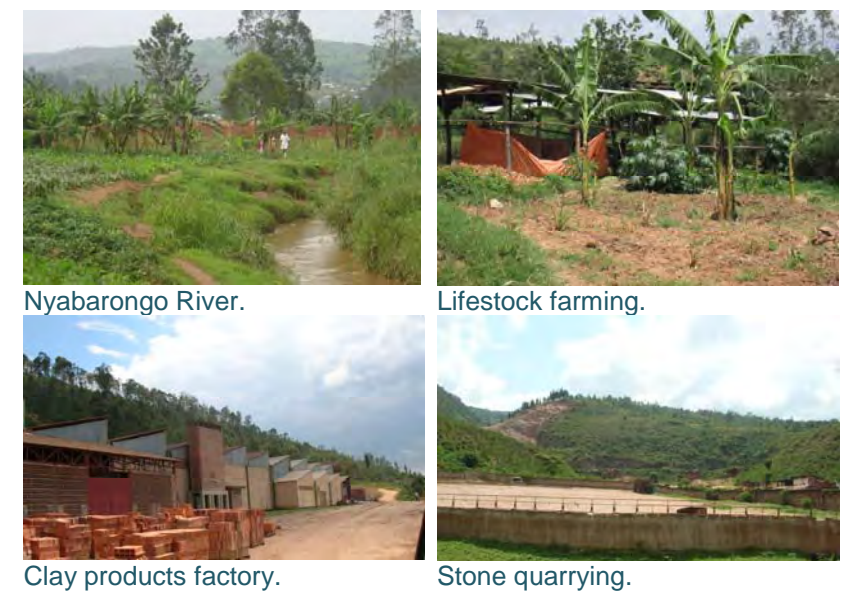 Nyabarongo River.
Lifestock farming.
Clay products factory.
Stone quarrying.